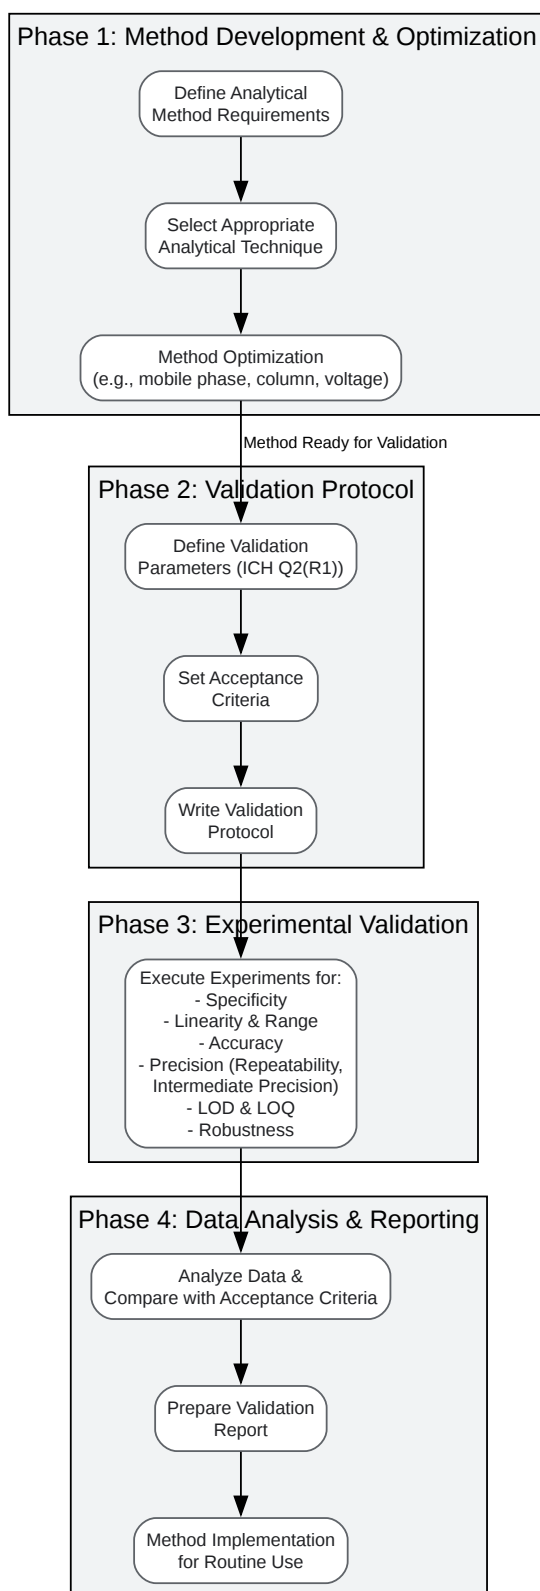 Phase 1: Method Development & Optimization
Define Analytical
Method Requirements
Select Appropriate
Analytical Technique
Method Optimization
(e.g., mobile phase, column, voltage)
Method Ready for Validation
Phase 2: Validation Protocol
Define Validation
Parameters (ICH Q2(R1))
Set Acceptance
Criteria
Write Validation
Protocol
Phase 3: Experimental Validation
Execute Experiments for:
- Specificity
- Linearity & Range
- Accuracy
- Precision (Repeatability,
Intermediate Precision)
- LOD & LOQ
- Robustness
Phase 4: Data Analysis & Reporting
Analyze Data &
Compare with Acceptance Criteria
Prepare Validation
Report
Method Implementation
for Routine Use